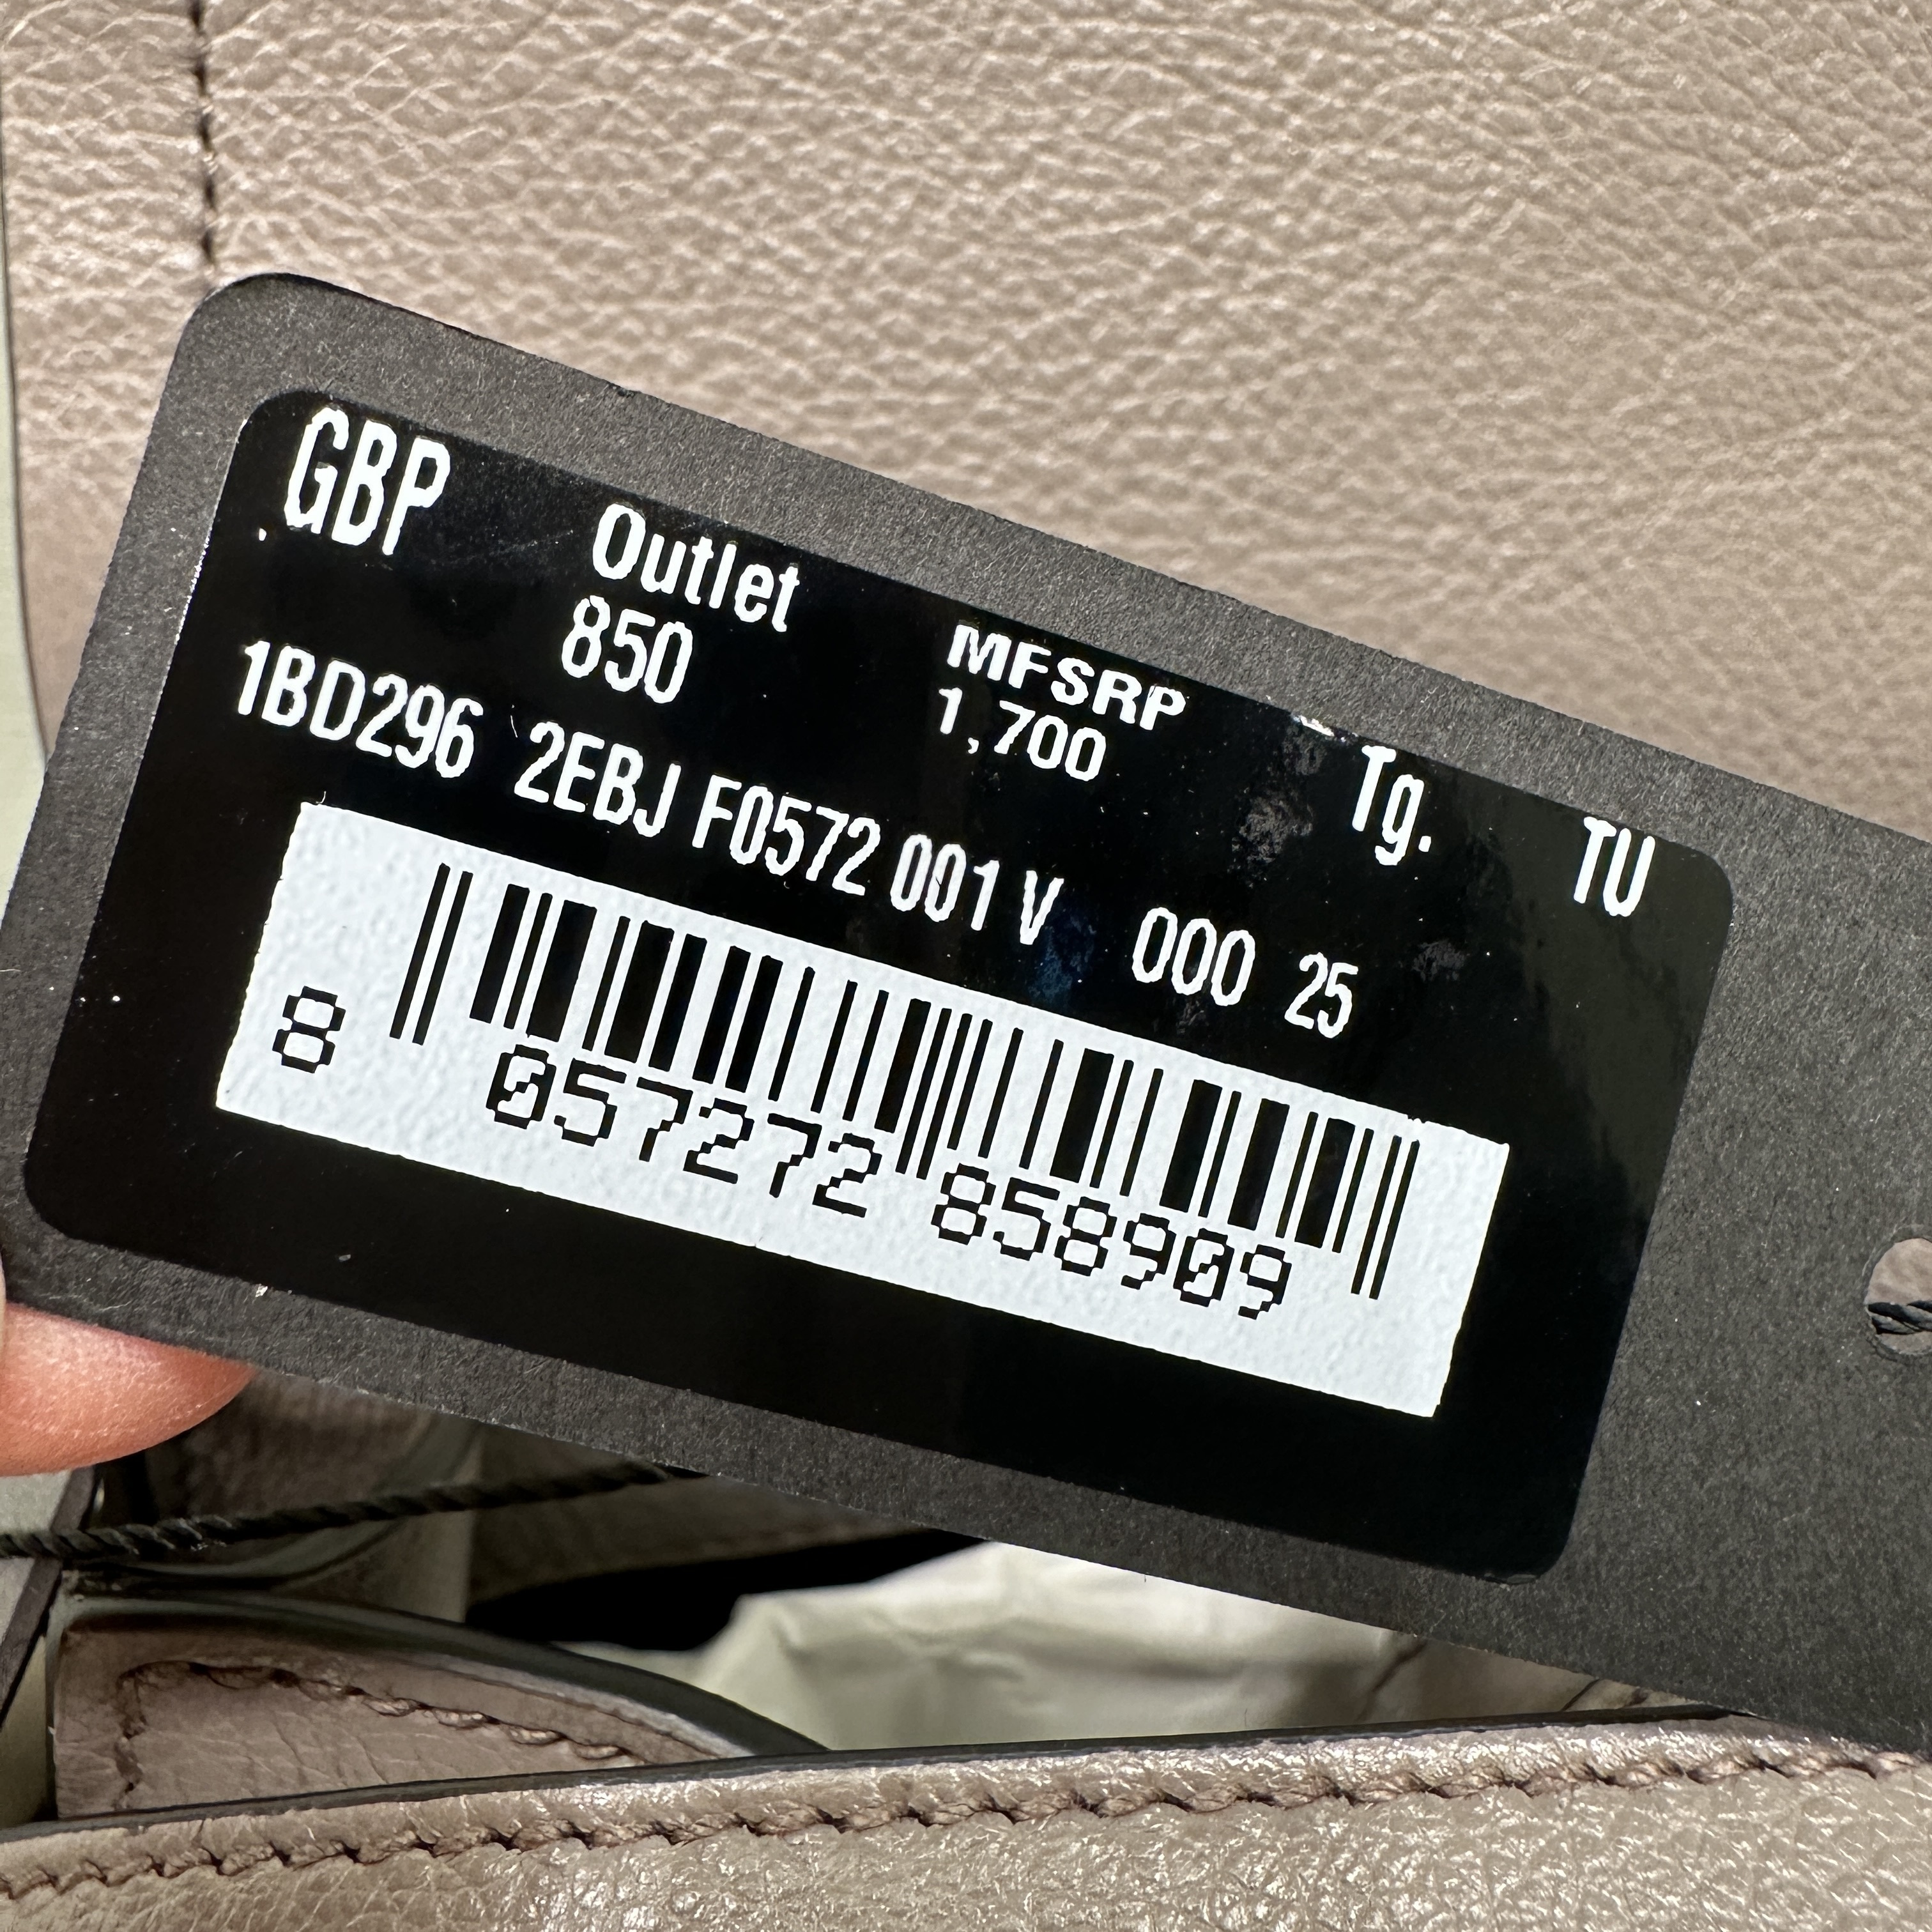 GBP Outlet MFSRP Tg. TU
850 1,700
1BD296 2EBJ F0572 001 V 000 25
8 057272 858909